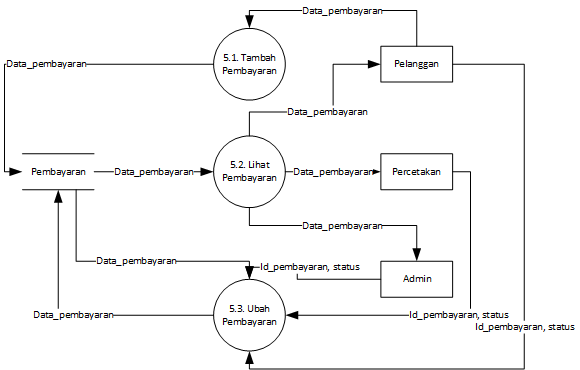 Data_pembayaran
5.1. Tambah
Pembayaran
Pelanggan
Data_pembayaran
Data_pembayaran
Pembayaran
Data_pembayaran
5.2. Lihat
Pembayaran
Data_pembayaran
Percetakan
Data_pembayaran
Data_pembayaran
Id_pembayaran, status
Admin
5.3. Ubah
Pembayaran
Data_pembayaran
Id_pembayaran, status
Id_pembayaran, status